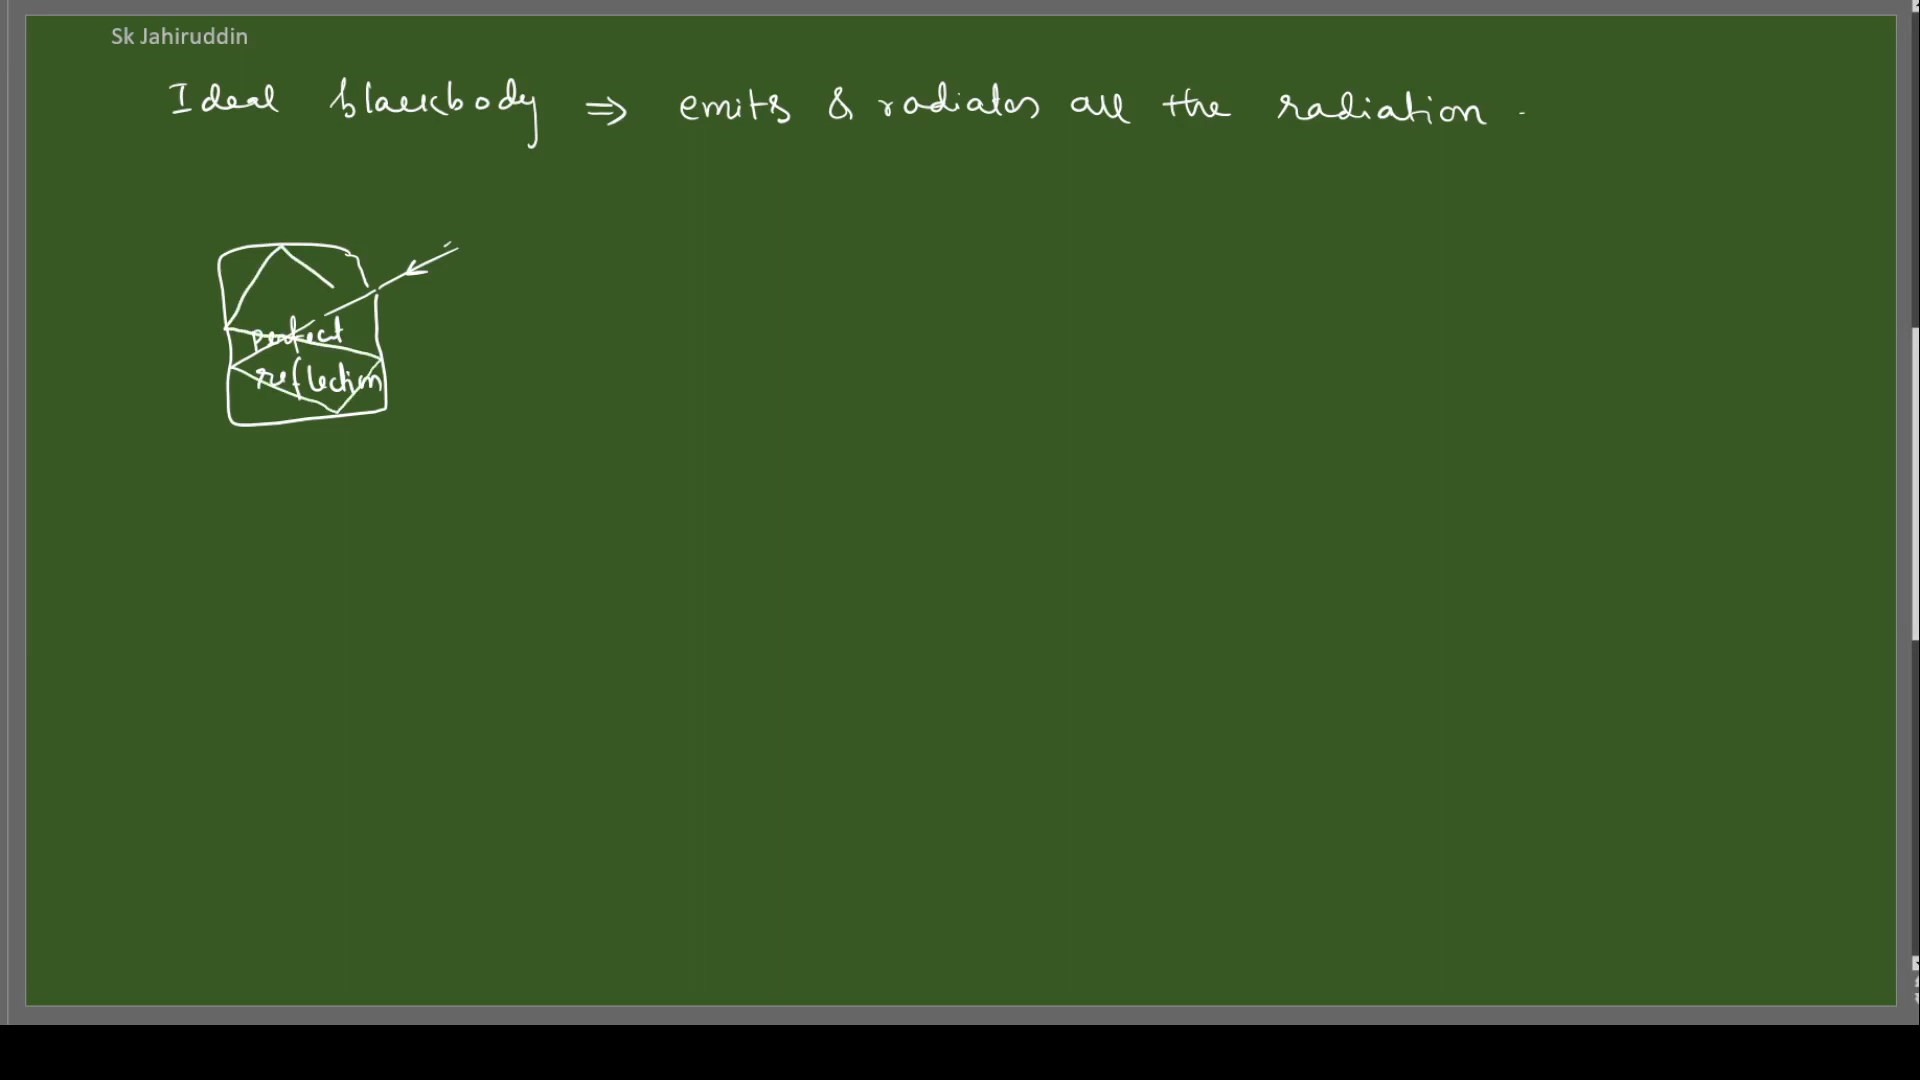 Sk Jahiruddin
Ideal blackbody ⇒ emits & radiates all the radiation.
perfect
reflection